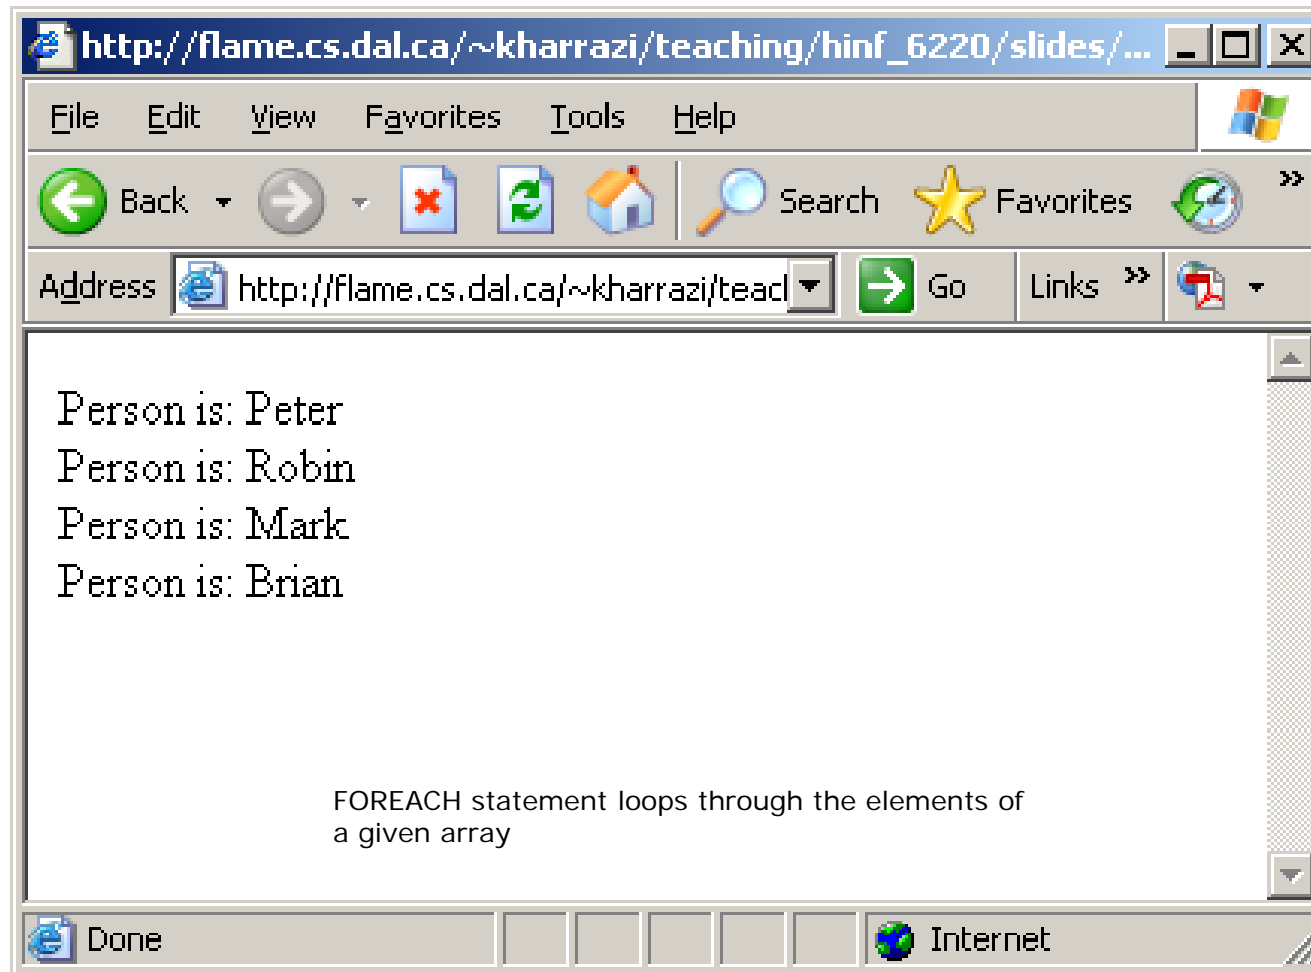 http://flame.cs.dal.ca/~kharrazi/teaching/hinf_6220/slides/...
File Edit View Favorites Tools Help
Back Search Favorites »
Address http://flame.cs.dal.ca/~kharrazi/teacl Go Links »
Person is: Peter
Person is: Robin
Person is: Mark
Person is: Brian
FOREACH statement loops through the elements of
a given array
Done Internet